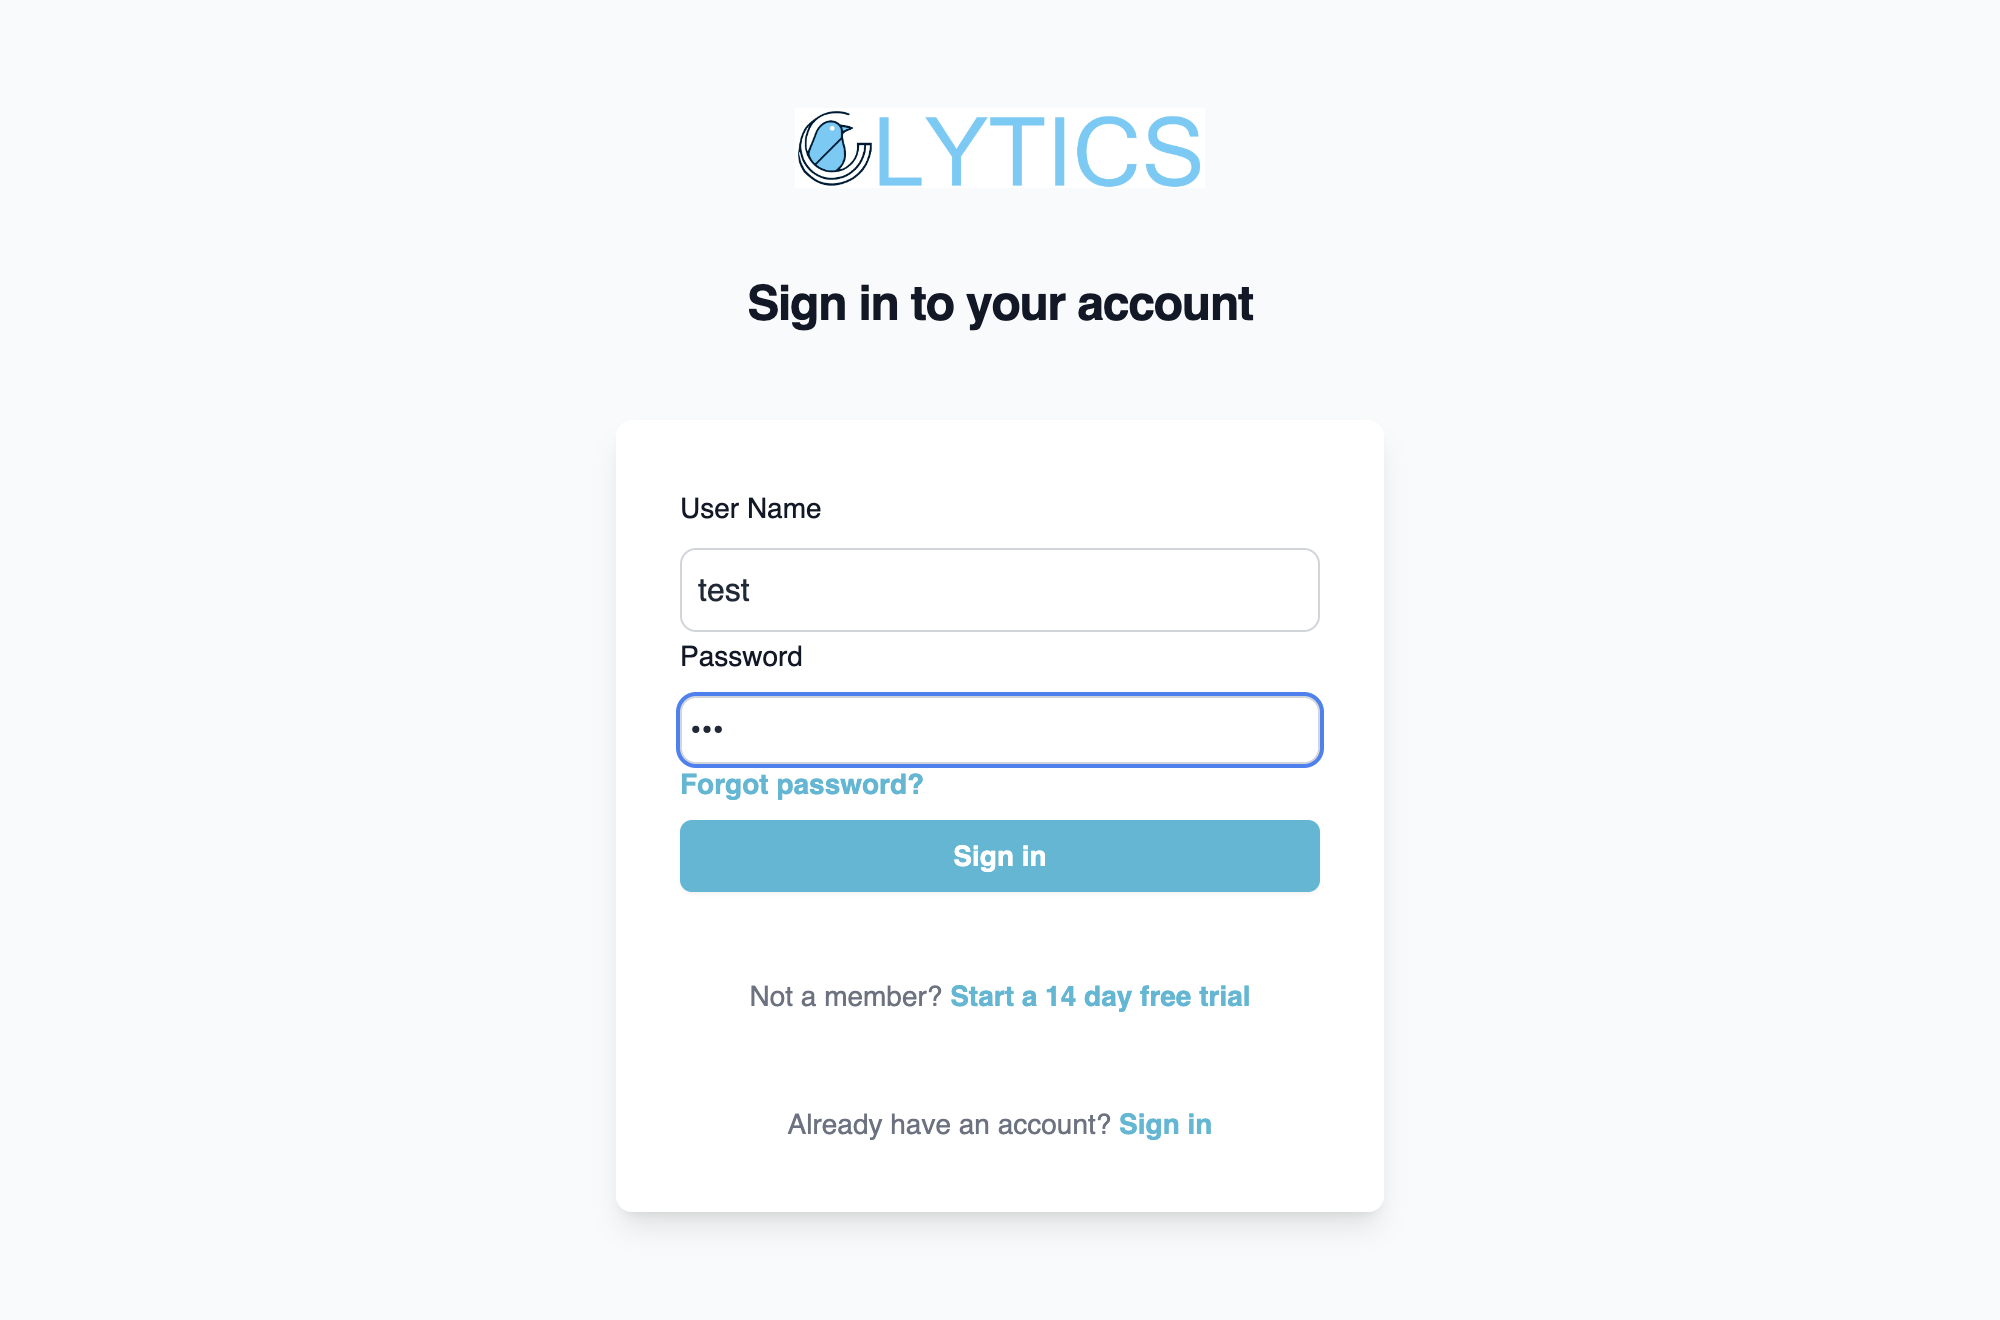 LYTICS
Sign in to your account
User Name
test
Password
•••
Forgot password?
Sign in
Not a member? Start a 14 day free trial
Already have an account? Sign in